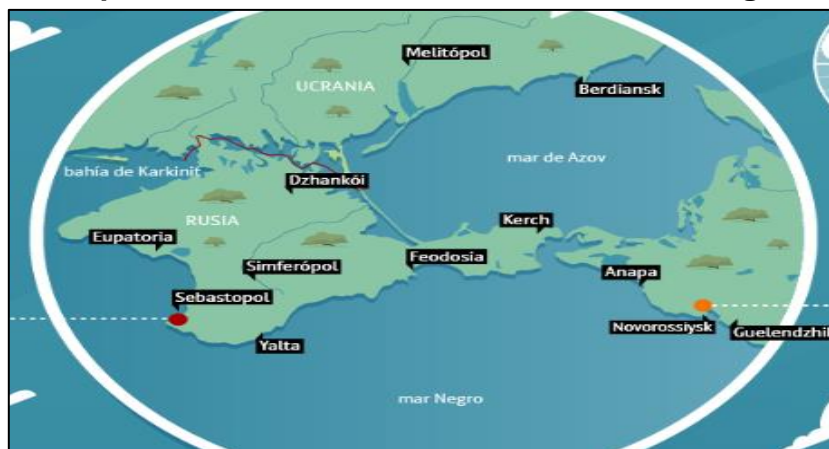 Melitópol
UCRANIA
Berdiansk
mar de Azov
bahía de Karkinit
Dzhankói
RUSIA
Kerch
Eupatoria
Feodosia
Simferópol
Anapa
Sebastopol
Novorossiysk
Guelendzhik
Yalta
mar Negro